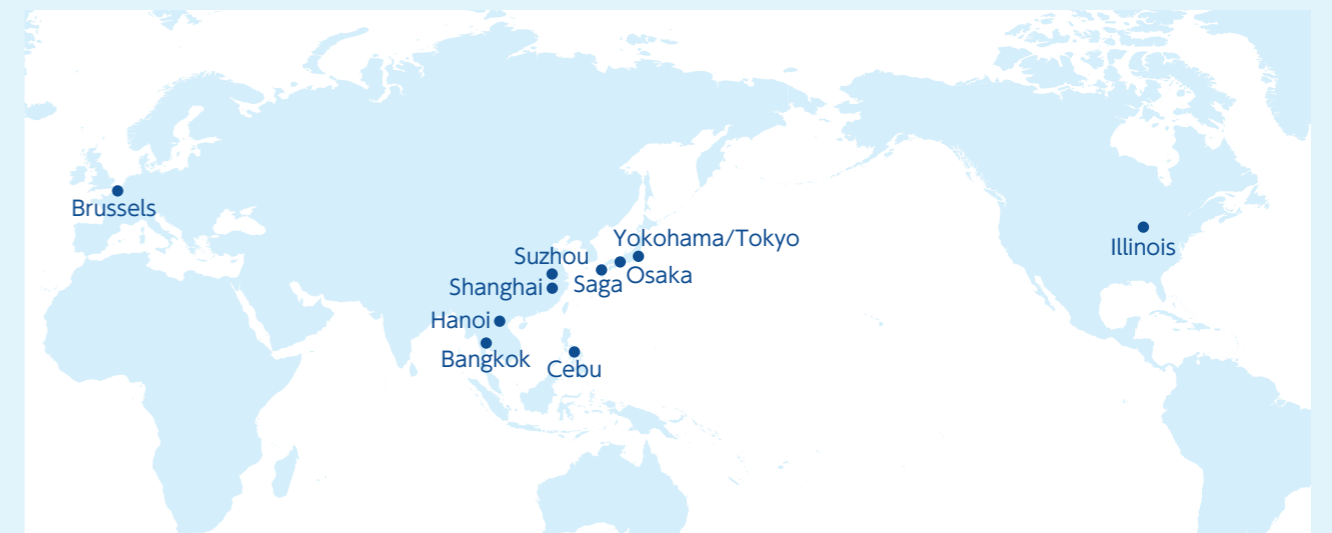 Brussels
Yokohama/Tokyo
Illinois
Suzhou
Osaka
Saga
Shanghai
Hanoi
Bangkok
Cebu